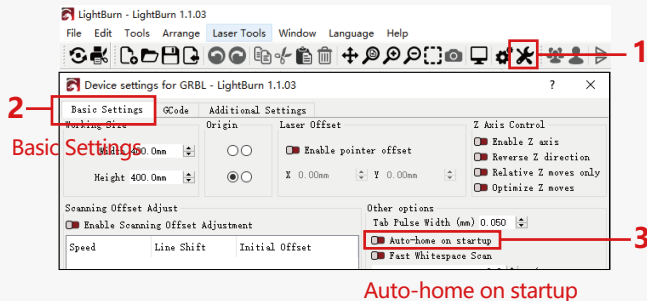 LightBurn - LightBurn 1.1.03
File Edit Tools Arrange Laser Tools Window Language Help
1
Device settings for GRBL - LightBurn 1.1.03 ?
2
Basic Settings GCode Additional Settings
Working Size Origin Laser Offset Z Axis Control
Basic Settings
Width 400.0mm Enable pointer offset Enable Z axis
Reverse Z direction
Height 400.0mm X 0.00mm Y 0.00mm Relative Z moves only
Optimize Z moves
Scanning Offset Adjust Other options
Enable Scanning Offset Adjustment Tab Pulse Width (mm) 0.050
Speed Line Shift Initial Offset Auto-home on startup 3
Fast Whitespace Scan
Auto-home on startup